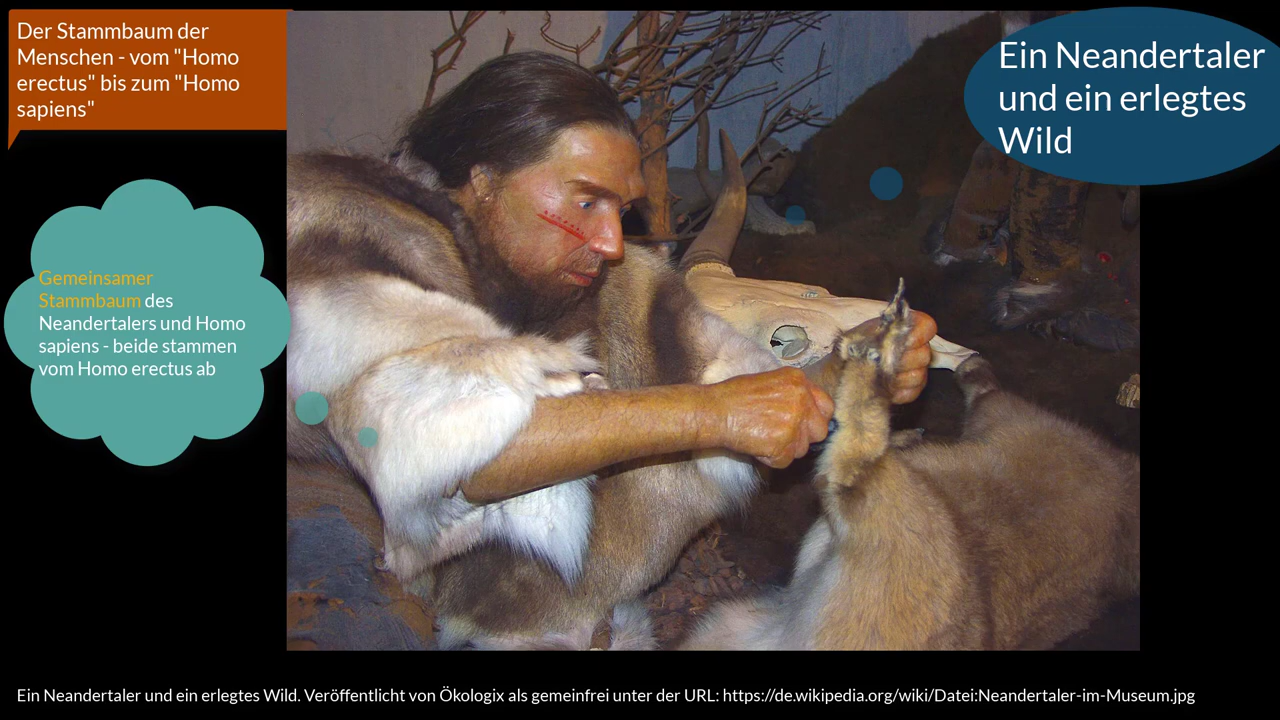 Der Stammbaum der
Menschen - vom "Homo
erectus" bis zum "Homo
sapiens"
Ein Neandertaler
und ein erlegtes
Wild
Gemeinsamer
Stammbaum des
Neandertalers und Homo
sapiens - beide stammen
vom Homo erectus ab
Ein Neandertaler und ein erlegtes Wild. Veröffentlicht von Ökologix als gemeinfrei unter der URL: https://de.wikipedia.org/wiki/Datei:Neandertaler-im-Museum.jpg